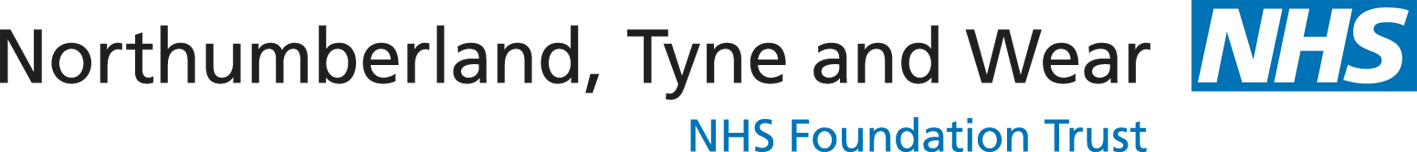 Northumberland, Tyne and Wear NHS
NHS Foundation Trust